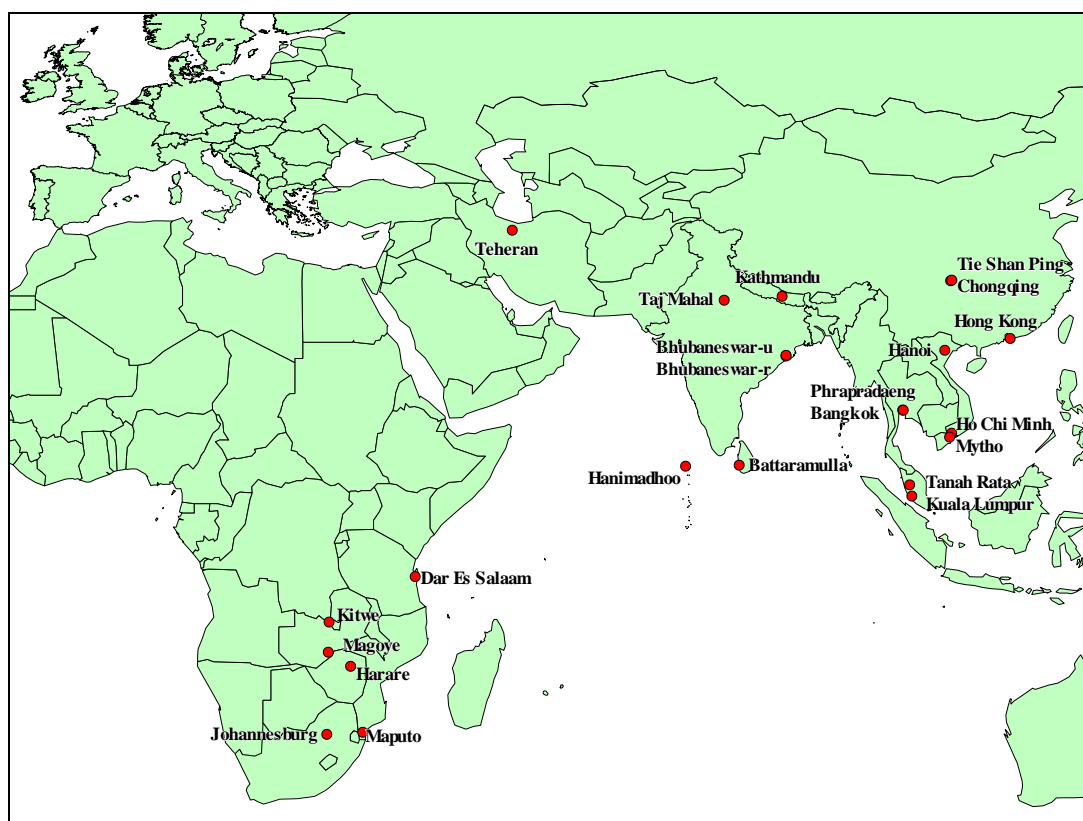 Teheran
Tie Shan Ping
Chongqing
Kathmandu
Taj Mahal
Hong Kong
Hanoi
Bhubaneswar-u
Bhubaneswar-r
Phrapradaeng
Bangkok
Ho Chi Minh
Mytho
Battaramulla
Hanimadhoo
Tanah Rata
Kuala Lumpur
Dar Es Salaam
Kitwe
Magoye
Harare
Johannesburg
Maputo